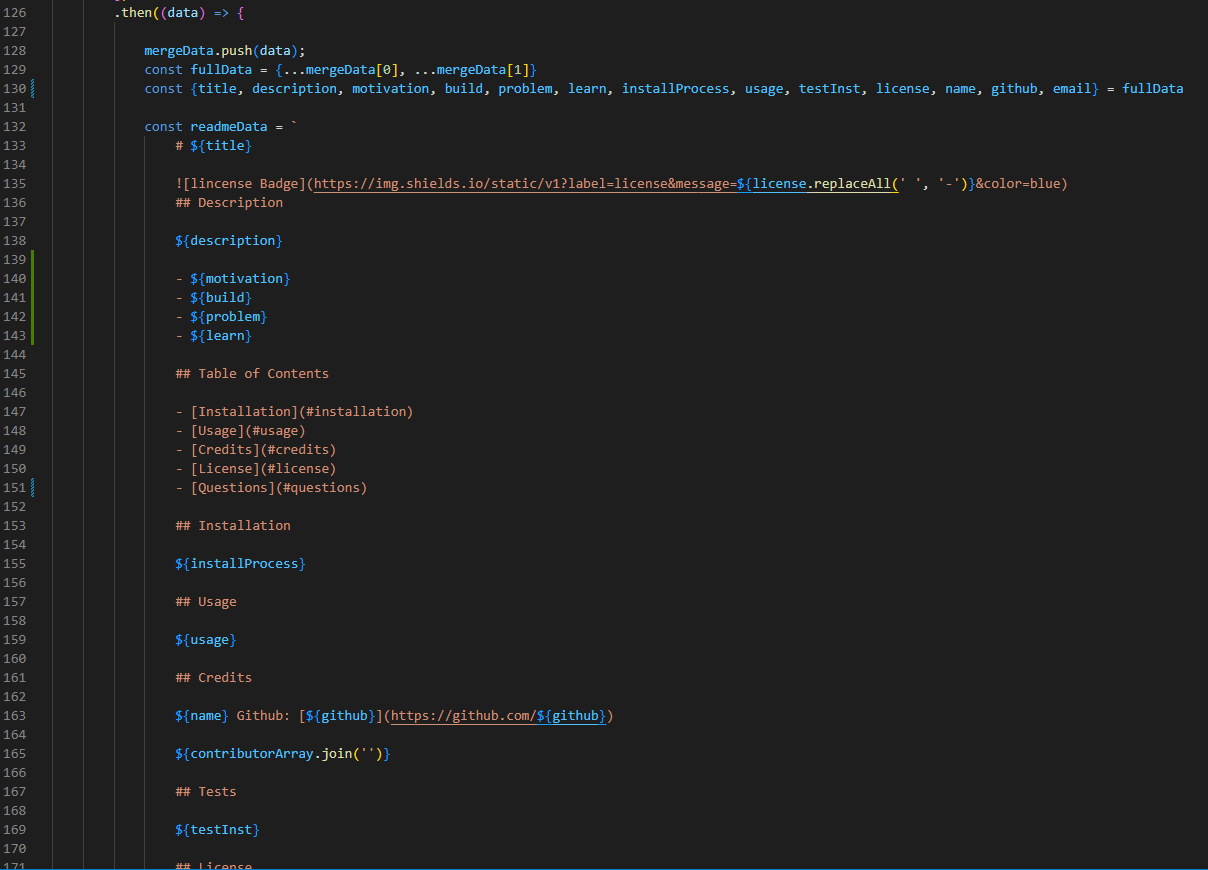 126 .then((data) => {
127
128 mergeData.push(data);
129 const fullData = {...mergeData[0], ...mergeData[1]}
130 const {title, description, motivation, build, problem, learn, installProcess, usage, testInst, license, name, github, email} = fullData
131
132 const readmeData = `
133 # ${title}
134
135 ![lincense Badge](https://img.shields.io/static/v1?label=license&message=${license.replaceAll(' ', '-')}&color=blue)
136 ## Description
137
138 ${description}
139
140 - ${motivation}
141 - ${build}
142 - ${problem}
143 - ${learn}
144
145 ## Table of Contents
146
147 - [Installation](#installation)
148 - [Usage](#usage)
149 - [Credits](#credits)
150 - [License](#license)
151 - [Questions](#questions)
152
153 ## Installation
154
155 ${installProcess}
156
157 ## Usage
158
159 ${usage}
160
161 ## Credits
162
163 ${name} Github: [${github}](https://github.com/${github})
164
165 ${contributorArray.join('')}
166
167 ## Tests
168
169 ${testInst}
170
171 ## License